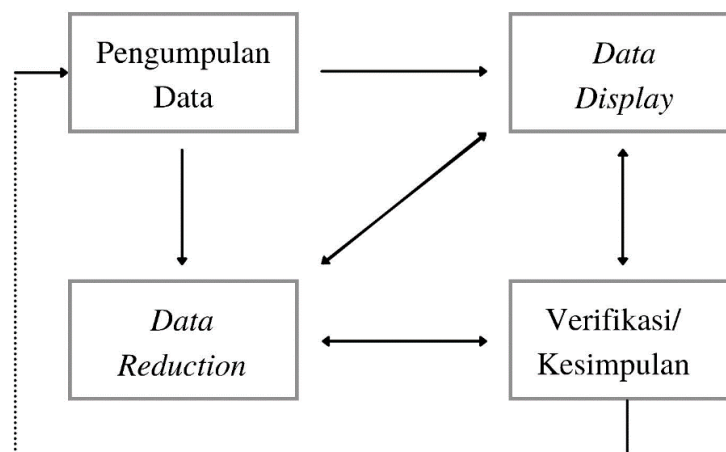 Pengumpulan
Data
Data
Display
Data
Reduction
Verifikasi/
Kesimpulan